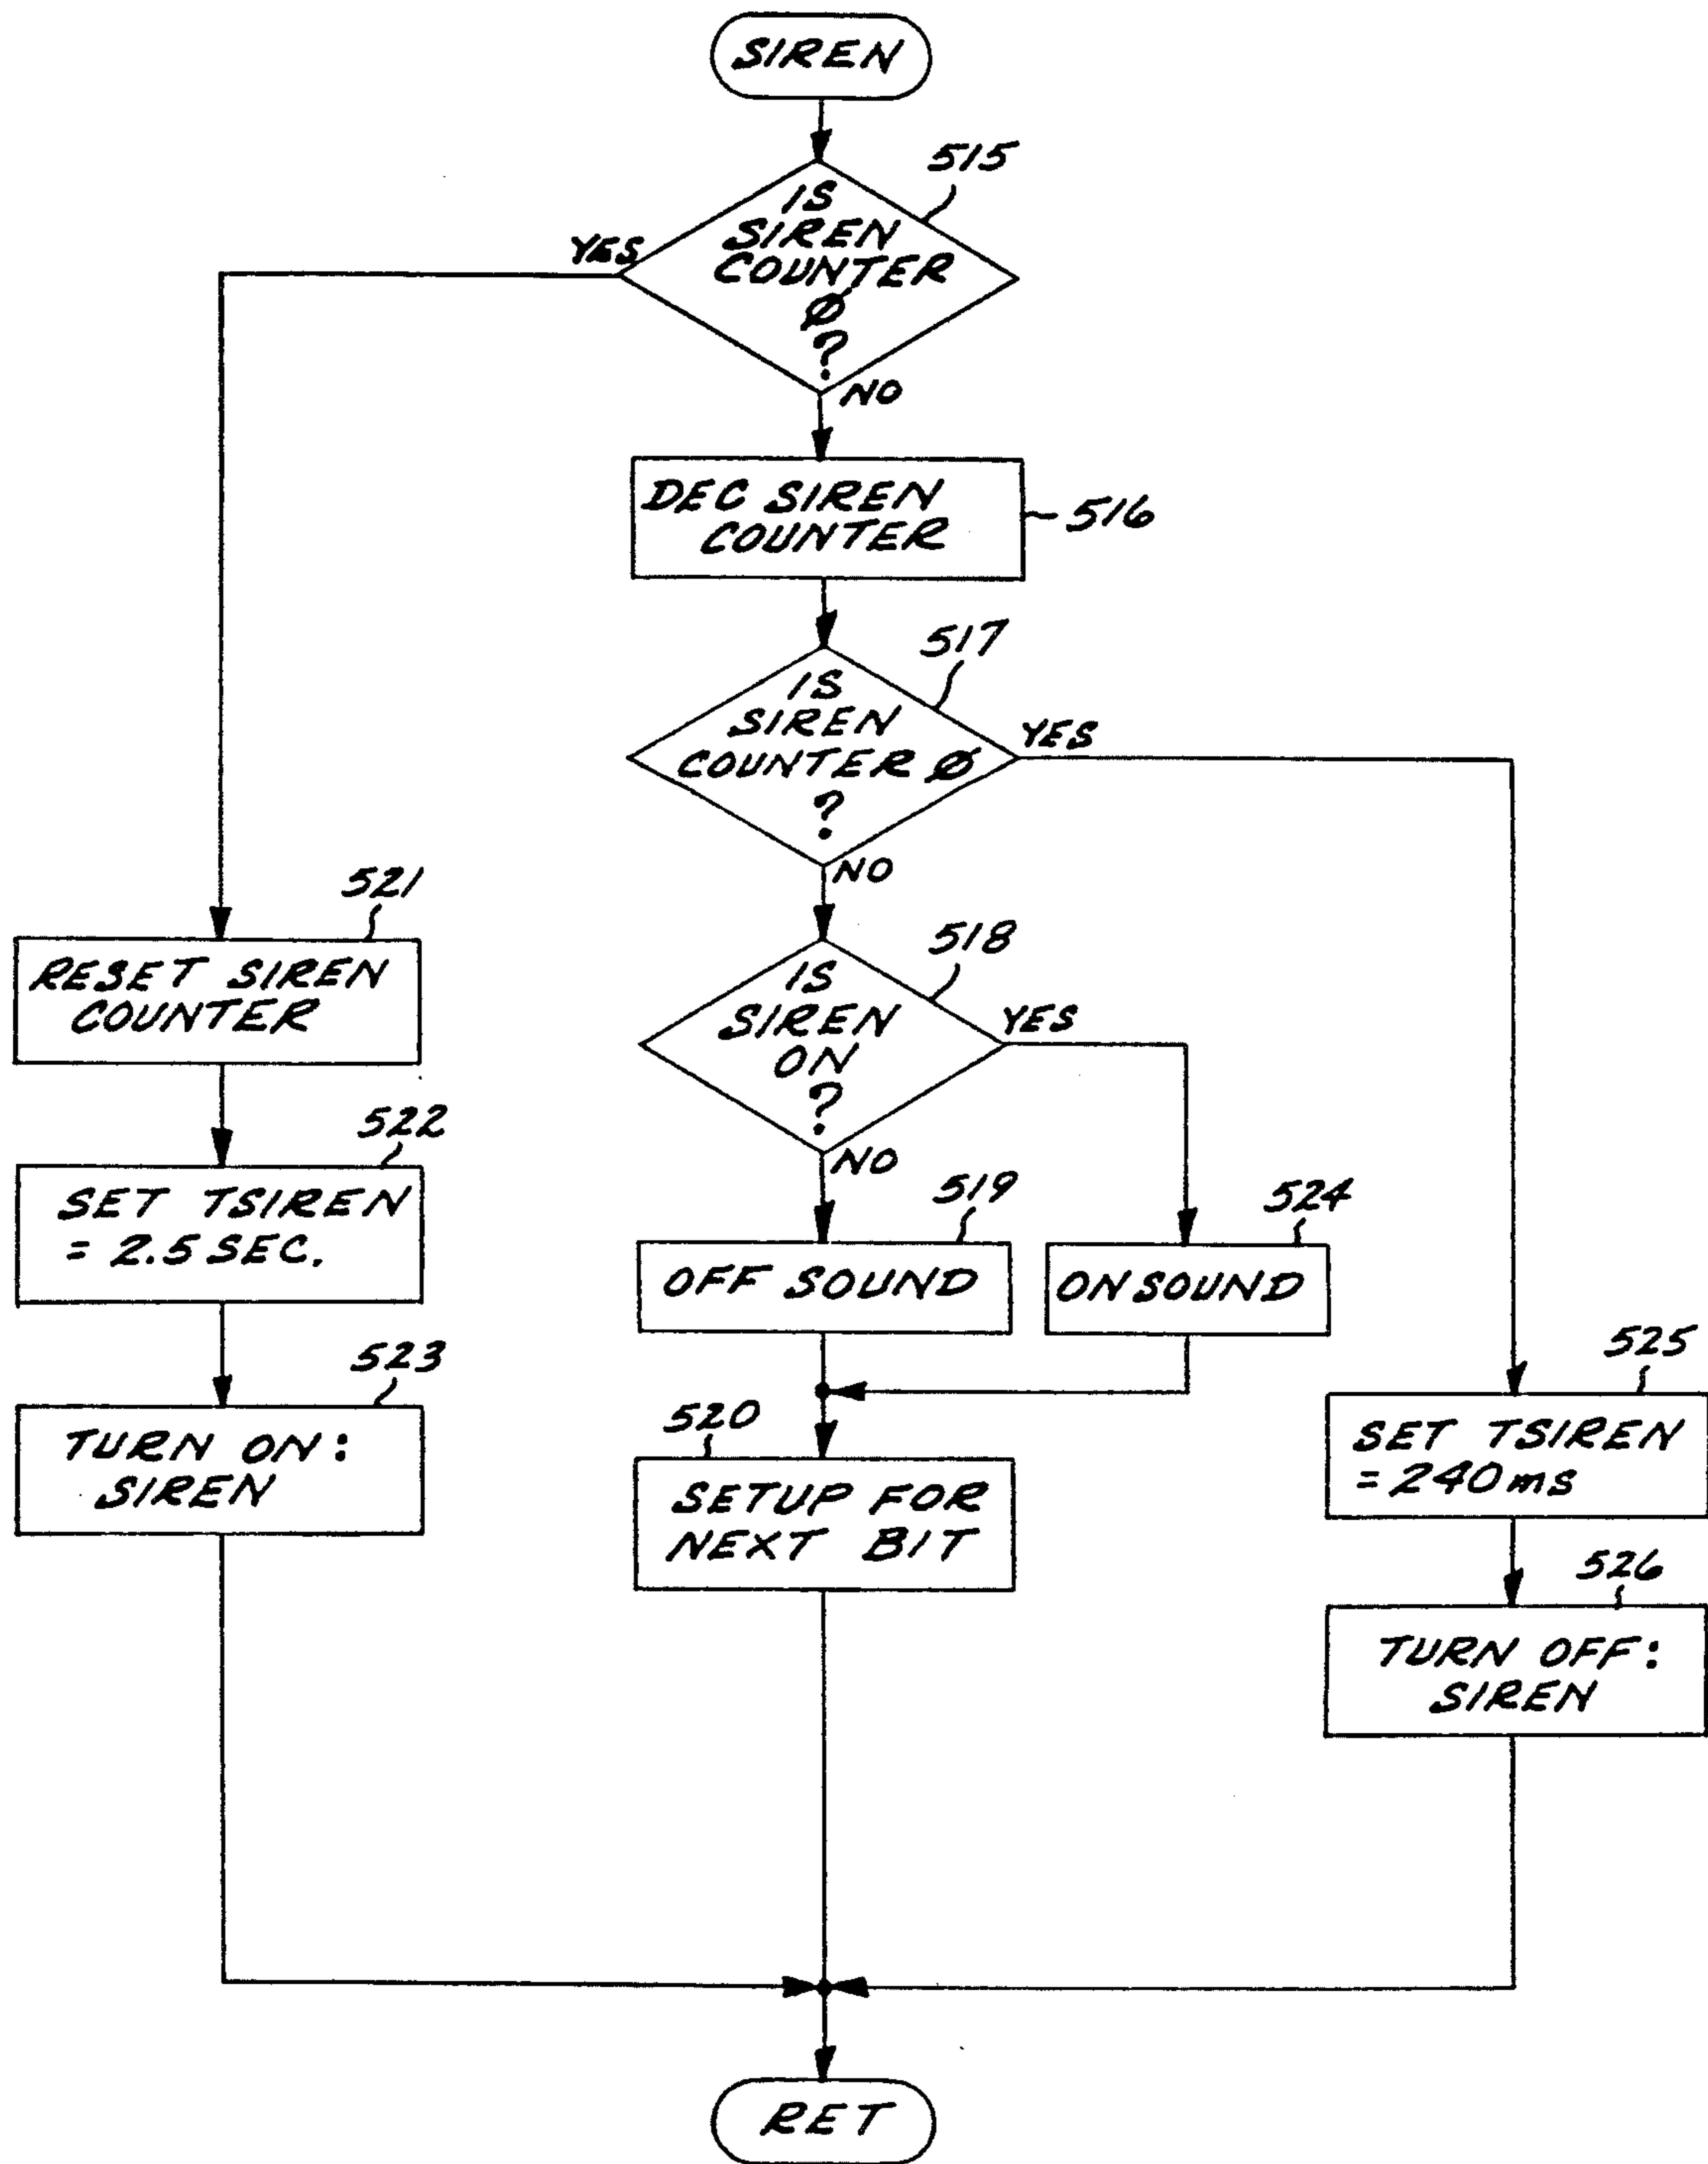 SIREN
515
IS
SIREN
COUNTER
Ø
?
YES
NO
DEC SIREN
COUNTER
516
517
IS
SIREN
COUNTER Ø
?
YES
NO
518
IS
SIREN
ON
?
YES
NO
521
RESET SIREN
COUNTER
522
SET TSIREN
= 2.5 SEC.
523
TURN ON:
SIREN
519
OFF SOUND
524
ON SOUND
520
SETUP FOR
NEXT BIT
525
SET TSIREN
= 240ms
526
TURN OFF:
SIREN
RET